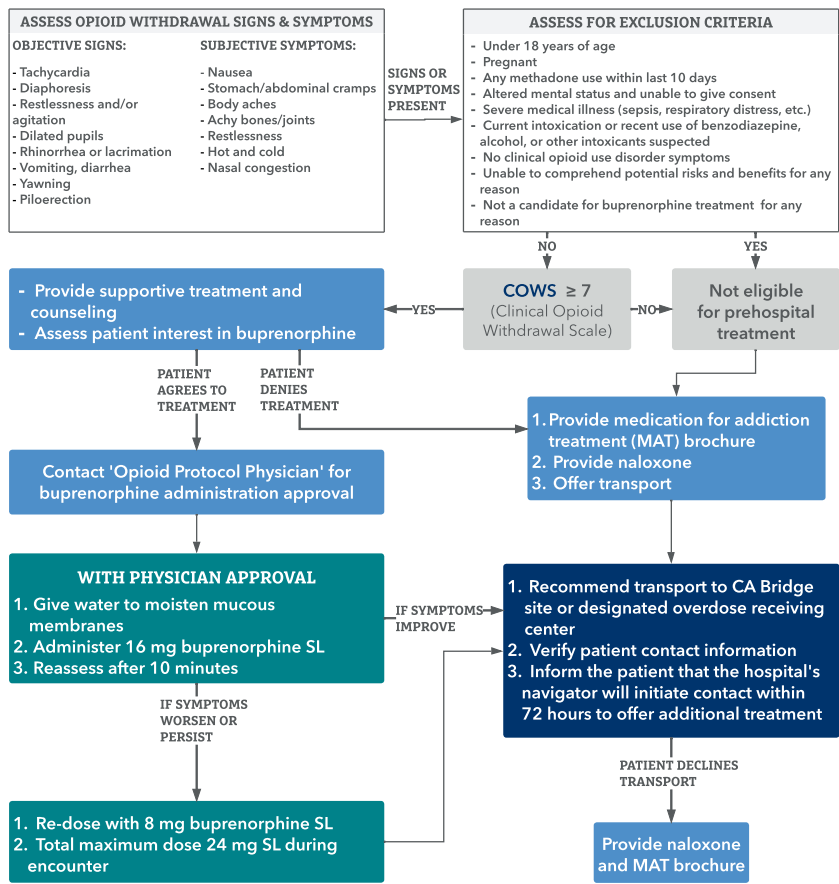 ASSESS OPIOID WITHDRAWAL SIGNS & SYMPTOMS
OBJECTIVE SIGNS:
- Tachycardia
- Diaphoresis
- Restlessness and/or
agitation
- Dilated pupils
- Rhinorrhea or lacrimation
- Vomiting, diarrhea
- Yawning
- Piloerection
SUBJECTIVE SYMPTOMS:
- Nausea
- Stomach/abdominal cramps
- Body aches
- Achy bones/joints
- Restlessness
- Hot and cold
- Nasal congestion
SIGNS OR
SYMPTOMS
PRESENT
ASSESS FOR EXCLUSION CRITERIA
- Under 18 years of age
- Pregnant
- Any methadone use within last 10 days
- Altered mental status and unable to give consent
- Severe medical illness (sepsis, respiratory distress, etc.)
- Current intoxication or recent use of benzodiazepine,
alcohol, or other intoxicants suspected
- No clinical opioid use disorder symptoms
- Unable to comprehend potential risks and benefits for any
reason
- Not a candidate for buprenorphine treatment for any
reason
NO
YES
- Provide supportive treatment and
counseling
- Assess patient interest in buprenorphine
YES
COWS ≥ 7
(Clinical Opioid
Withdrawal Scale)
NO
Not eligible
for prehospital
treatment
PATIENT
AGREES TO
TREATMENT
PATIENT
DENIES
TREATMENT
1. Provide medication for addiction
treatment (MAT) brochure
2. Provide naloxone
3. Offer transport
Contact 'Opioid Protocol Physician' for
buprenorphine administration approval
WITH PHYSICIAN APPROVAL
1. Give water to moisten mucous
membranes
2. Administer 16 mg buprenorphine SL
3. Reassess after 10 minutes
IF SYMPTOMS
IMPROVE
1. Recommend transport to CA Bridge
site or designated overdose receiving
center
2. Verify patient contact information
3. Inform the patient that the hospital's
navigator will initiate contact within
72 hours to offer additional treatment
IF SYMPTOMS
WORSEN OR
PERSIST
PATIENT DECLINES
TRANSPORT
1. Re-dose with 8 mg buprenorphine SL
2. Total maximum dose 24 mg SL during
encounter
Provide naloxone
and MAT brochure